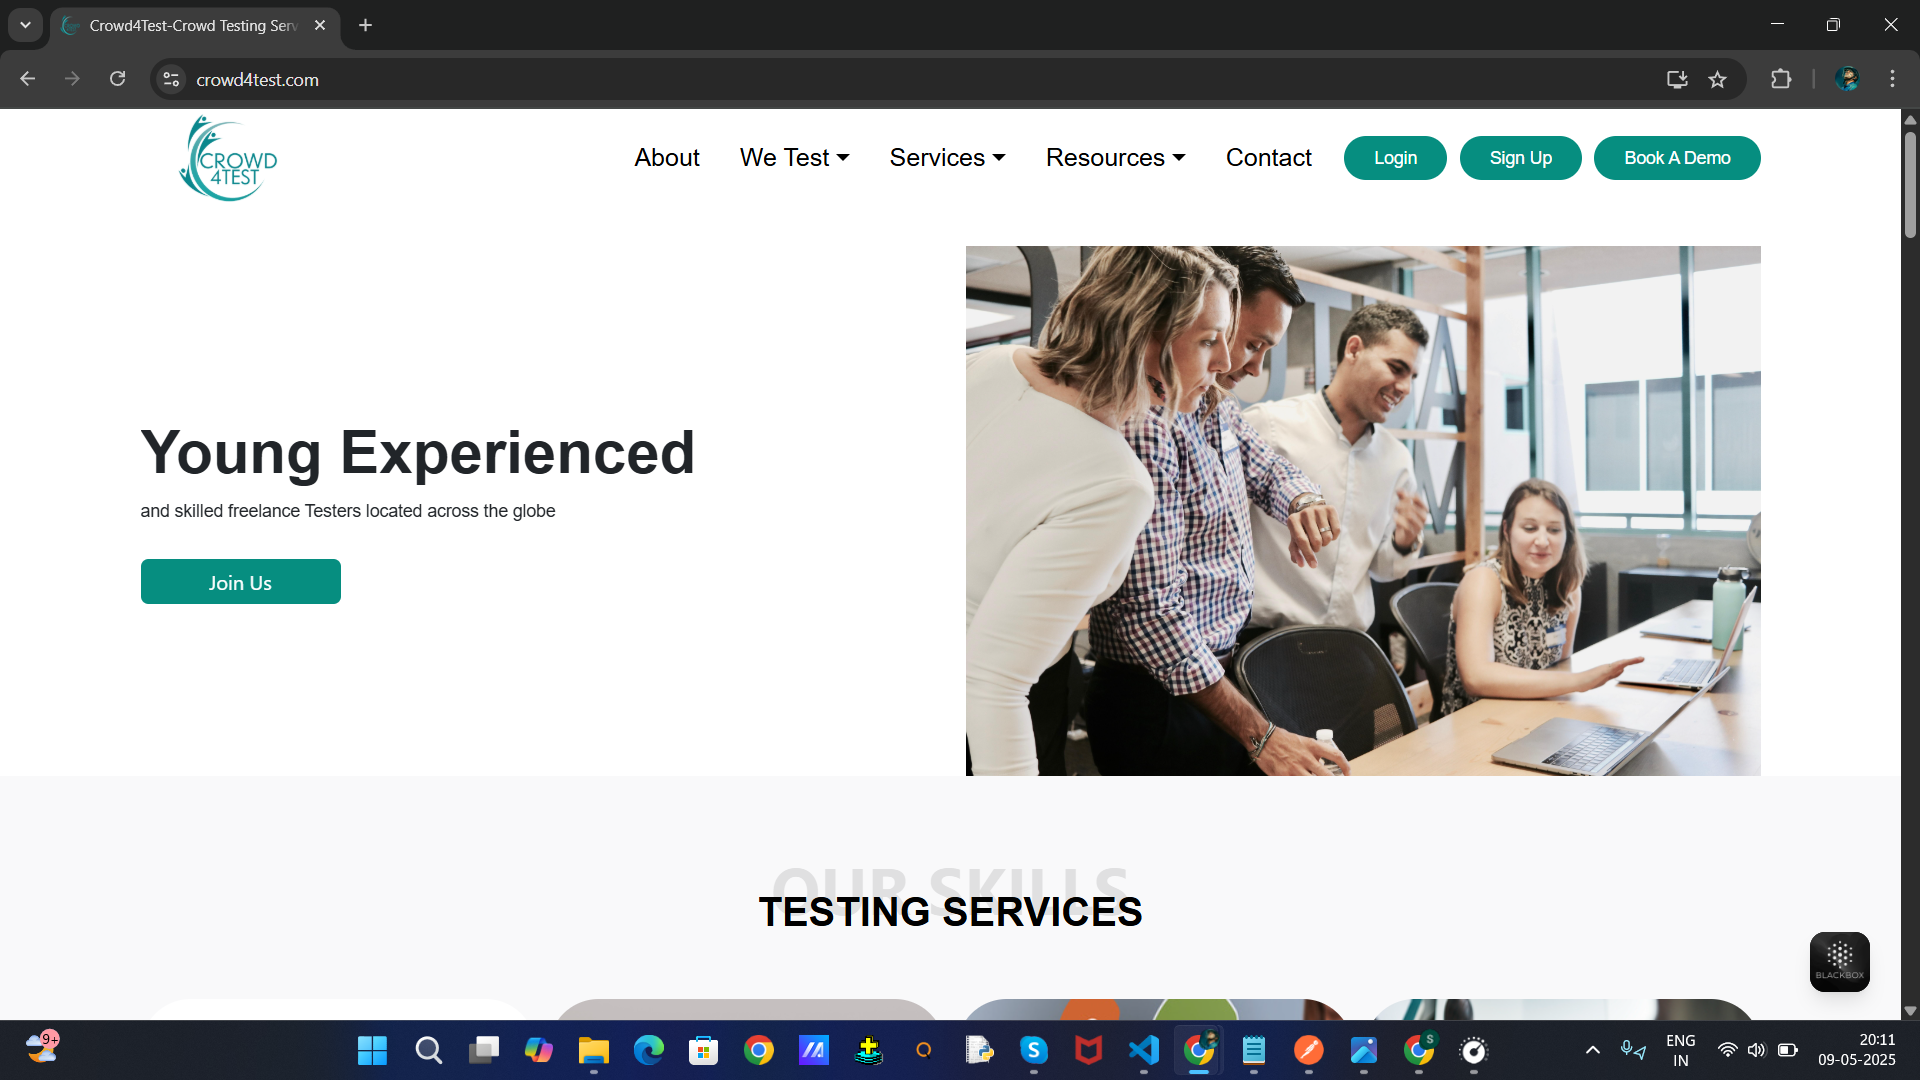 Crowd4Test-Crowd Testing Serv
crowd4test.com
CROWD
4TEST
About
We Test
Services
Resources
Contact
Login
Sign Up
Book A Demo
Young Experienced
and skilled freelance Testers located across the globe
Join Us
OUR SKILLS
TESTING SERVICES
BLACKBOX
9+
S
S
ENG
IN
20:11
09-05-2025